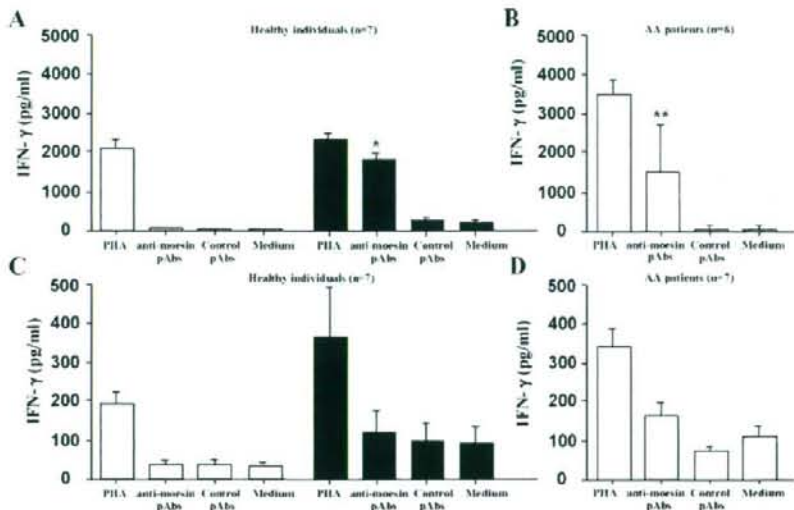 A
Healthy individuals (n=7)
IFN- γ (pg/ml)
5000
4000
3000
2000
1000
0
*
PHA anti-moesin Control Medium PHA anti-moesin Control Medium
pAbs pAbs pAbs pAbs
B
AA patients (n=6)
IFN- γ (pg/ml)
5000
4000
3000
2000
1000
0
**
PHA anti-moesin Control Medium
pAbs pAbs
C
Healthy individuals (n=7)
IFN- γ (pg/ml)
500
400
300
200
100
0
PHA anti-moesin Control Medium PHA anti-moesin Control Medium
pAbs pAbs pAbs pAbs
D
AA patients (n=7)
IFN- γ (pg/ml)
500
400
300
200
100
0
PHA anti-moesin Control Medium
pAbs pAbs